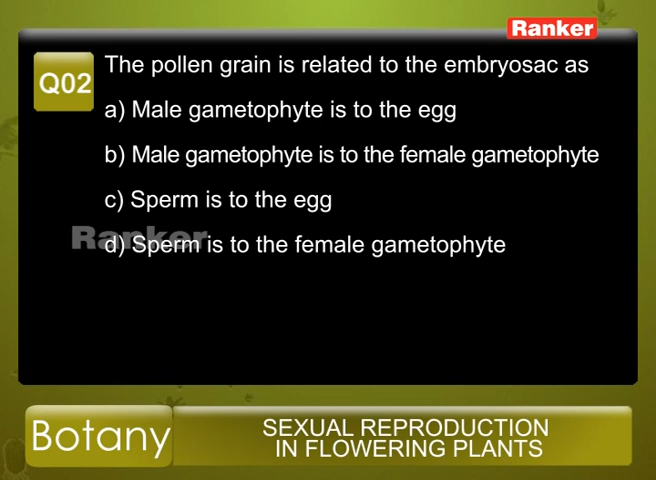 Ranker
Q02
The pollen grain is related to the embryosac as
a) Male gametophyte is to the egg
b) Male gametophyte is to the female gametophyte
c) Sperm is to the egg
Ranker
d) Sperm is to the female gametophyte
Botany
SEXUAL REPRODUCTION
IN FLOWERING PLANTS